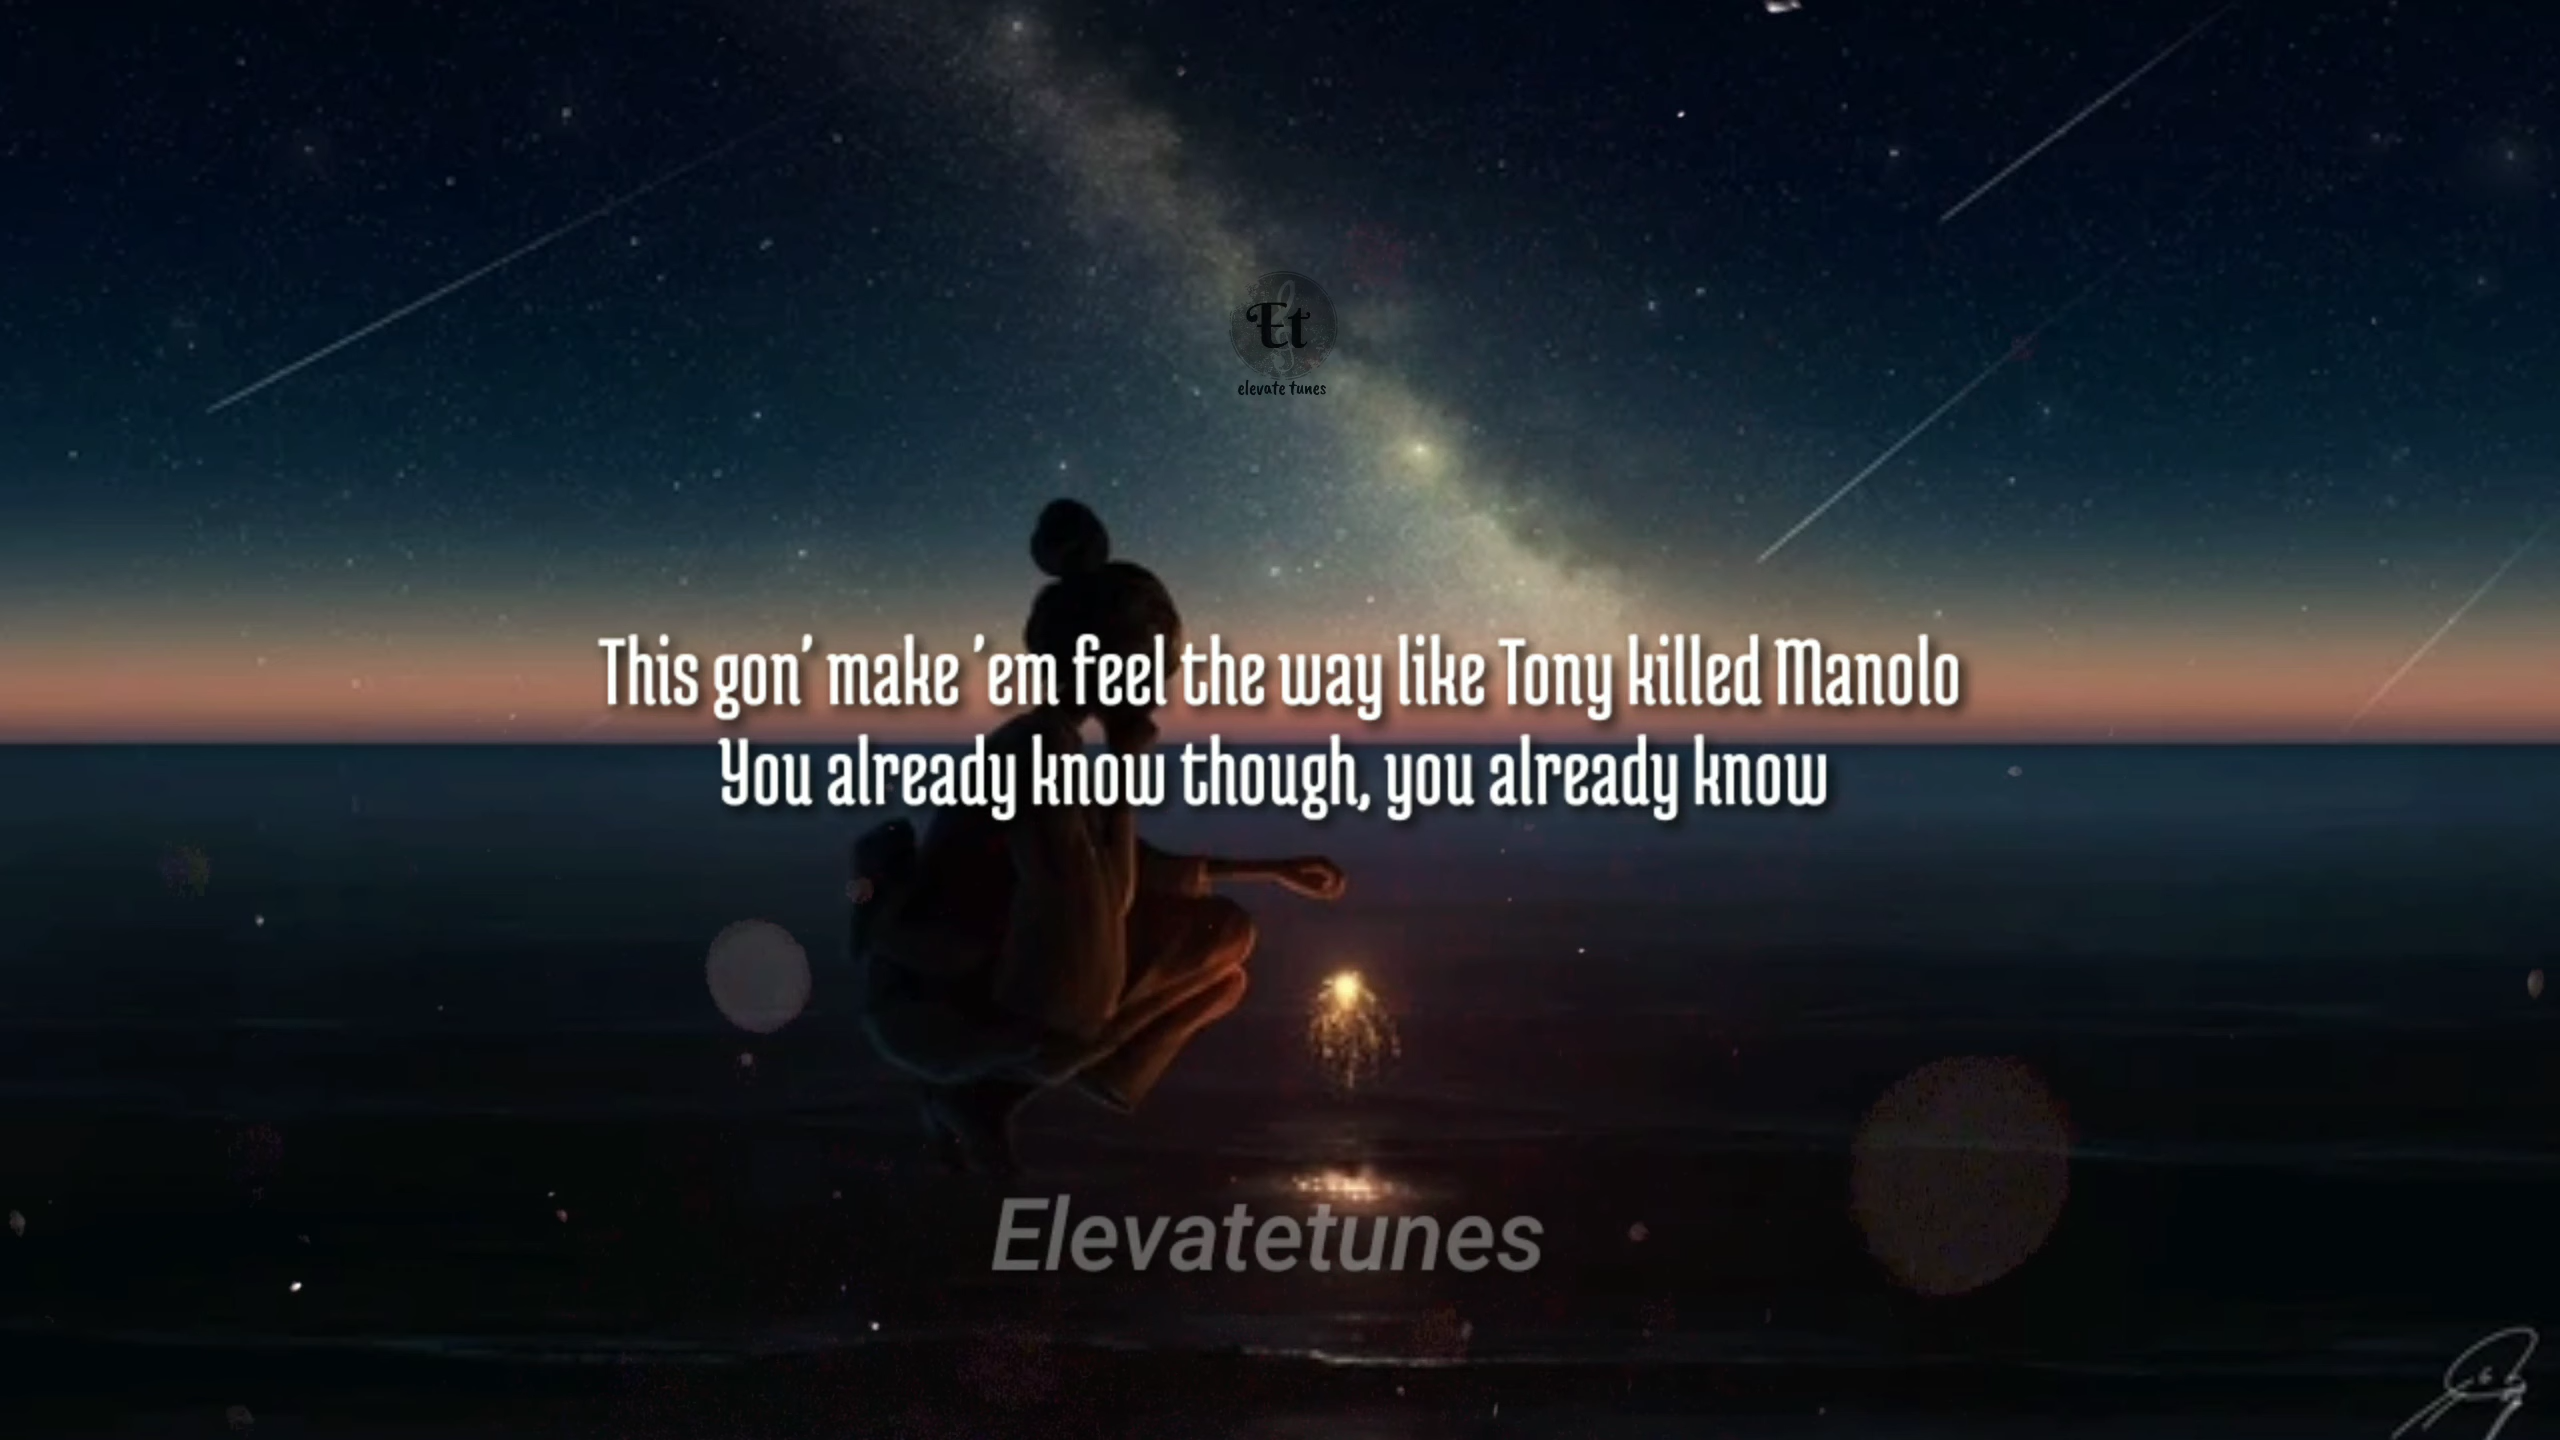 Et
elevate tunes
This gon' make 'em feel the way like Tony killed Manolo
You already know though, you already know
Elevatetunes